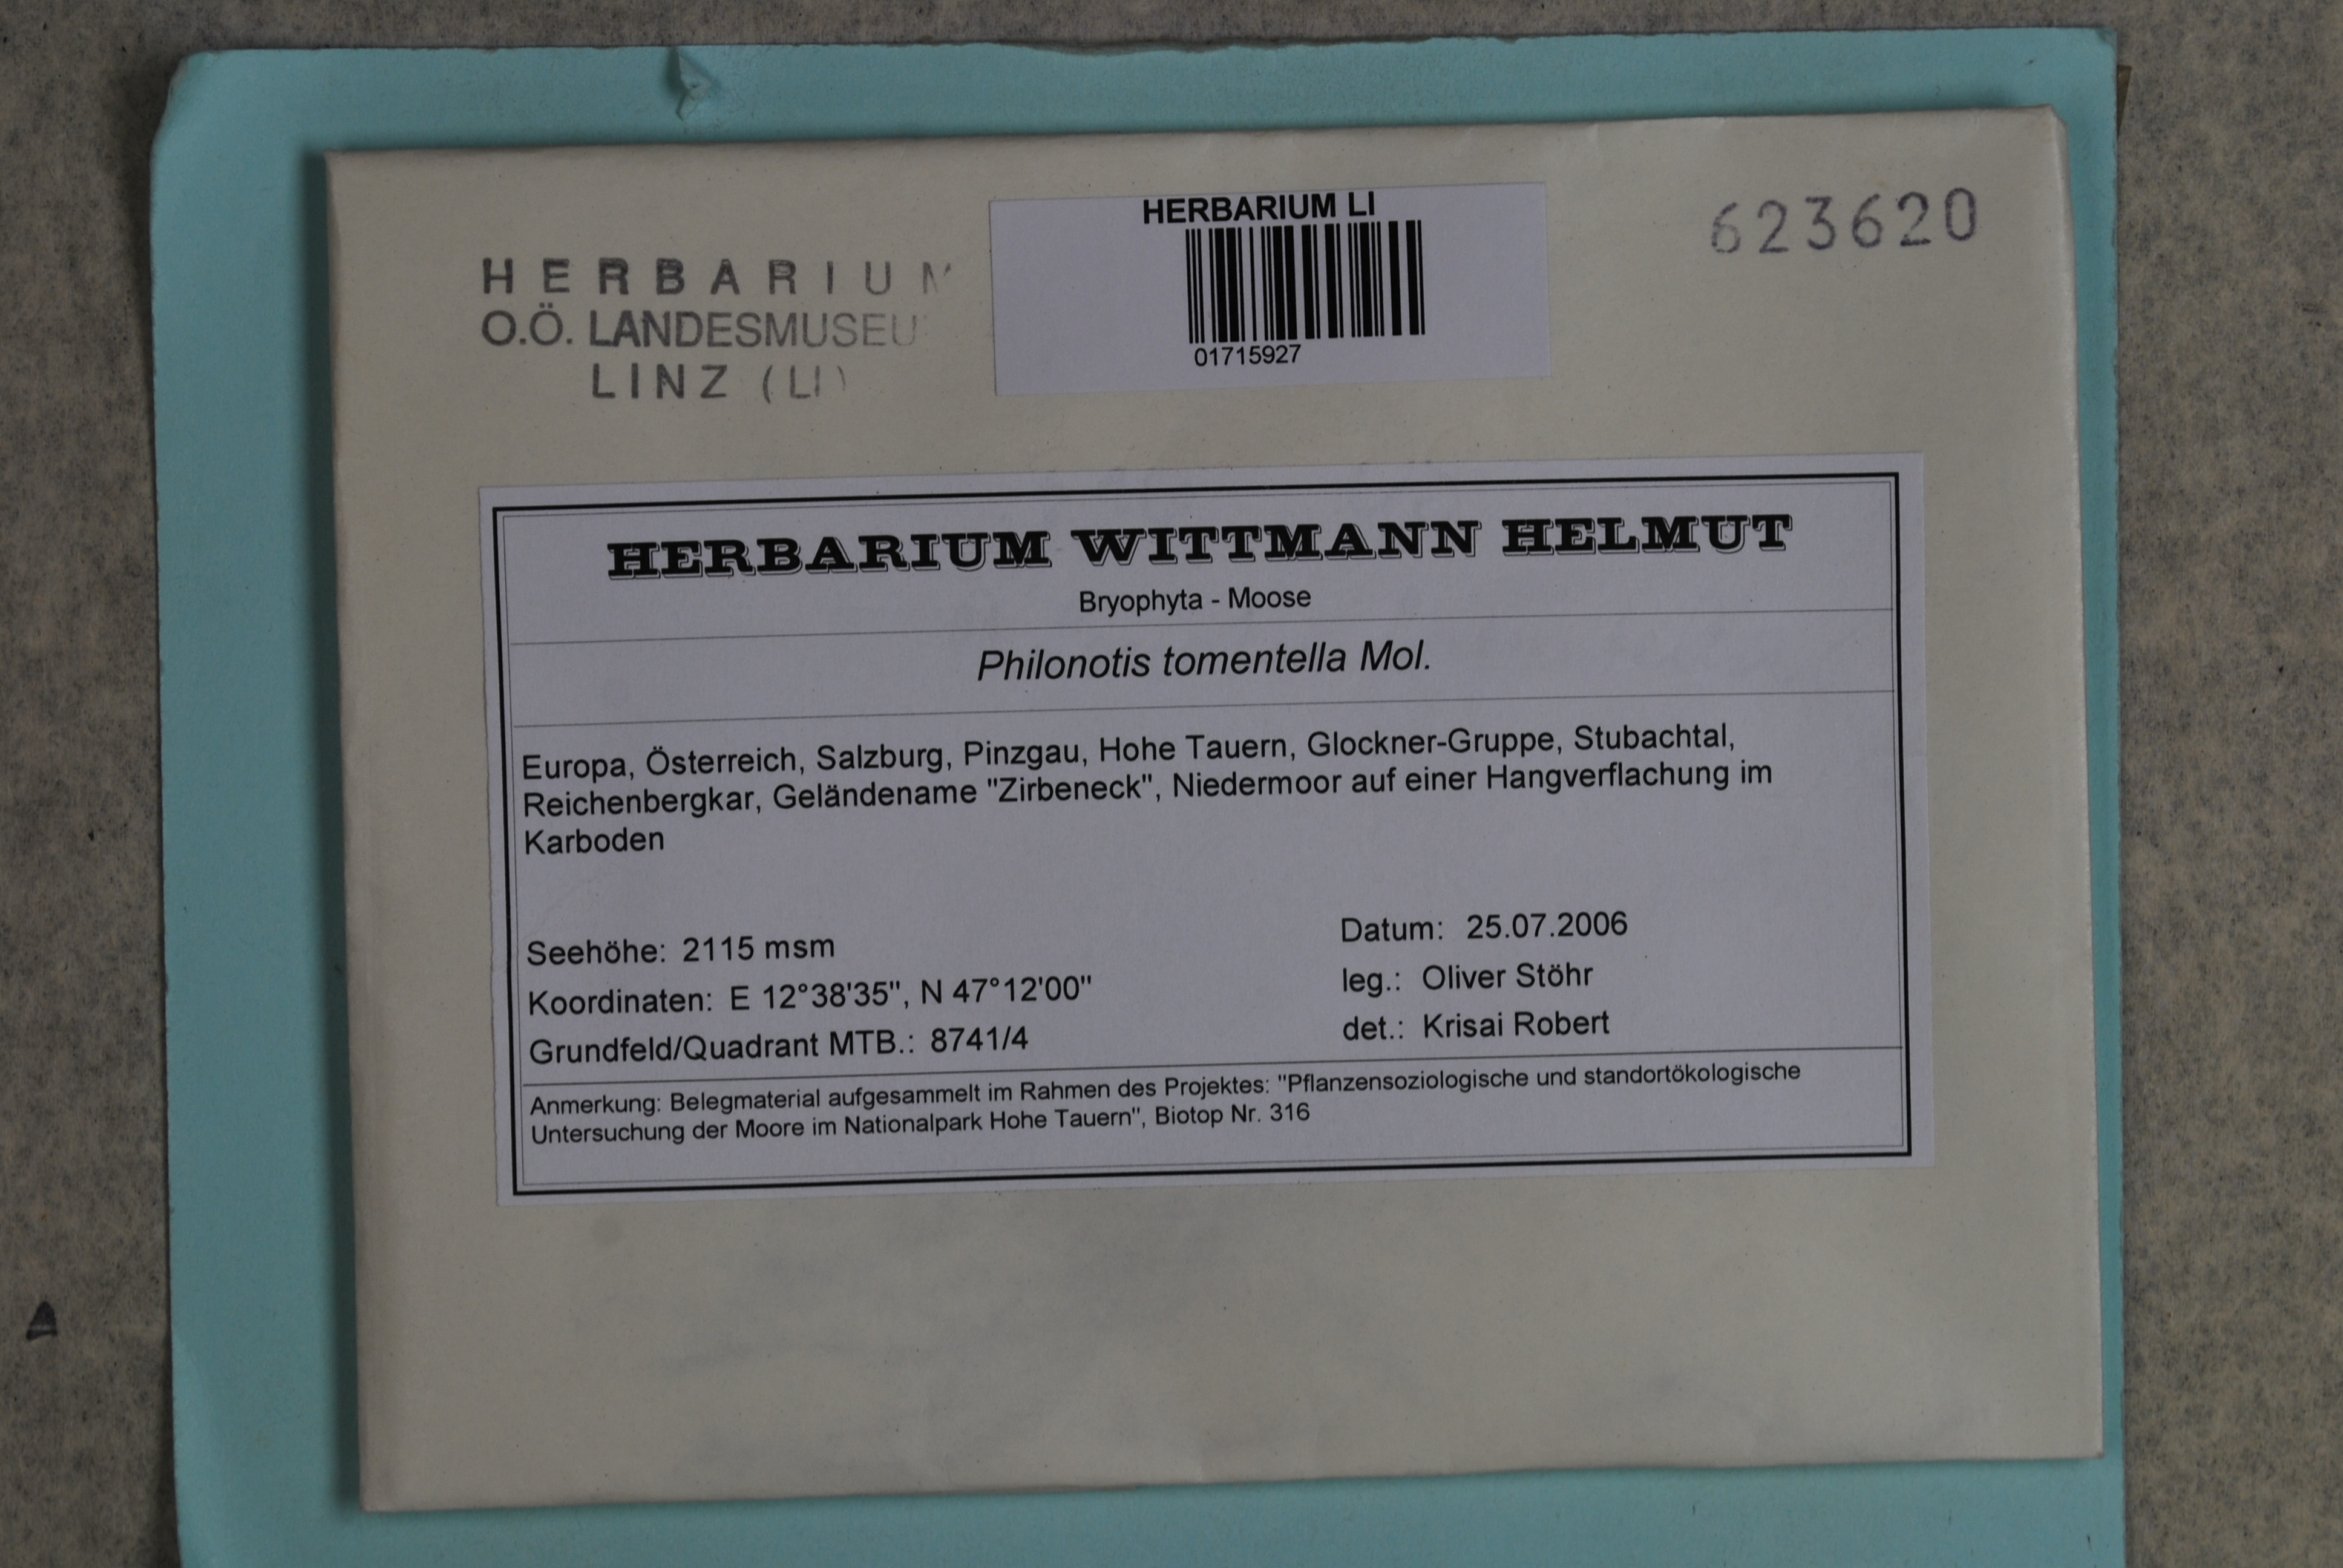 HERBARIUM
O.Ö. LANDESMUSEU
LINZ (LI)
HERBARIUM LI
01715927
623620
HERBARIUM WITTMANN HELMUT
Bryophyta - Moose
Philonotis tomentella Mol.
Europa, Österreich, Salzburg, Pinzgau, Hohe Tauern, Glockner-Gruppe, Stubachtal,
Reichenbergkar, Geländename "Zirbeneck", Niedermoor auf einer Hangverflachung im
Karboden
Seehöhe: 2115 msm
Koordinaten: E 12°38'35", N 47°12'00"
Grundfeld/Quadrant MTB.: 8741/4
Datum: 25.07.2006
leg.: Oliver Stöhr
det.: Krisai Robert
Anmerkung: Belegmaterial aufgesammelt im Rahmen des Projektes: "Pflanzensoziologische und standortökologische
Untersuchung der Moore im Nationalpark Hohe Tauern", Biotop Nr. 316